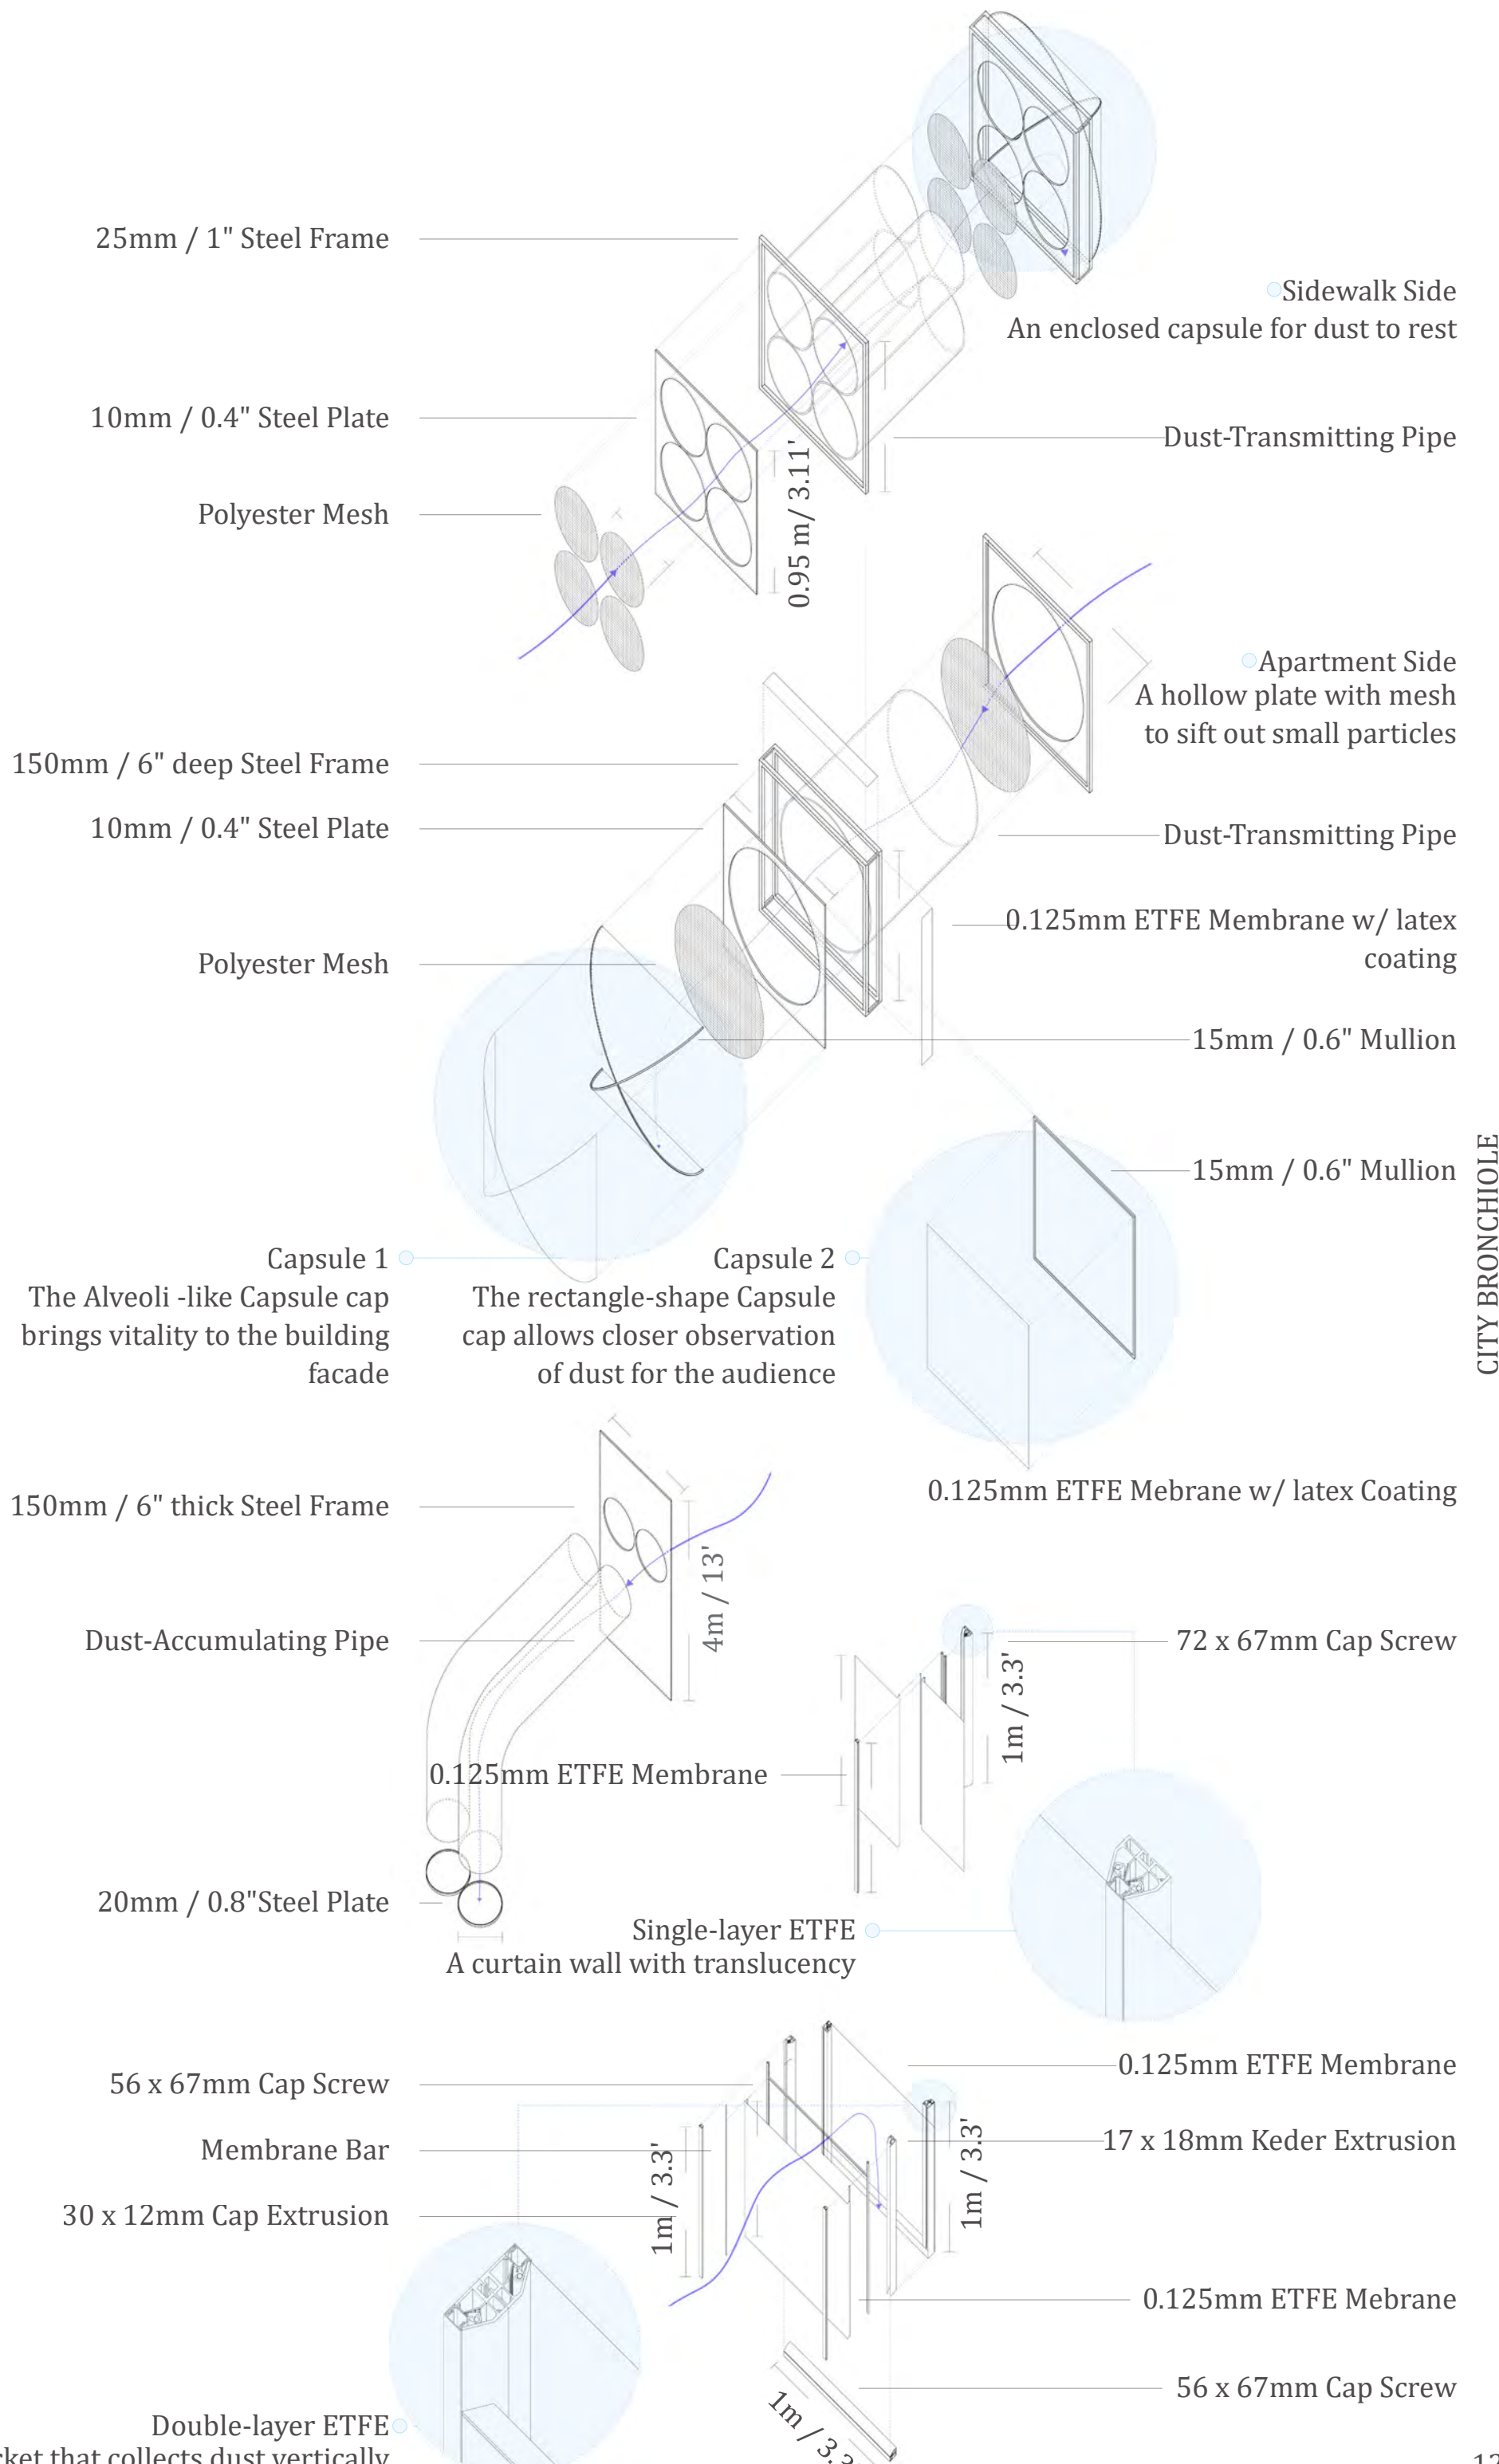 25mm / 1" Steel Frame
Sidewalk Side
An enclosed capsule for dust to rest
10mm / 0.4" Steel Plate
Dust-Transmitting Pipe
0.95 m/ 3.11'
Polyester Mesh
Apartment Side
A hollow plate with mesh
to sift out small particles
150mm / 6" deep Steel Frame
10mm / 0.4" Steel Plate
Dust-Transmitting Pipe
0.125mm ETFE Membrane w/ latex
coating
Polyester Mesh
15mm / 0.6" Mullion
15mm / 0.6" Mullion
CITY BRONCHIOLE
Capsule 1
The Alveoli -like Capsule cap
brings vitality to the building
facade
Capsule 2
The rectangle-shape Capsule
cap allows closer observation
of dust for the audience
0.125mm ETFE Mebrane w/ latex Coating
150mm / 6" thick Steel Frame
4m / 13'
Dust-Accumulating Pipe
72 x 67mm Cap Screw
1m / 3.3'
0.125mm ETFE Membrane
20mm / 0.8"Steel Plate
Single-layer ETFE
A curtain wall with translucency
0.125mm ETFE Membrane
56 x 67mm Cap Screw
17 x 18mm Keder Extrusion
Membrane Bar
1m / 3.3'
1m / 3.3'
30 x 12mm Cap Extrusion
0.125mm ETFE Mebrane
56 x 67mm Cap Screw
1m / 3.3
Double-layer ETFE
that collects dust vertically